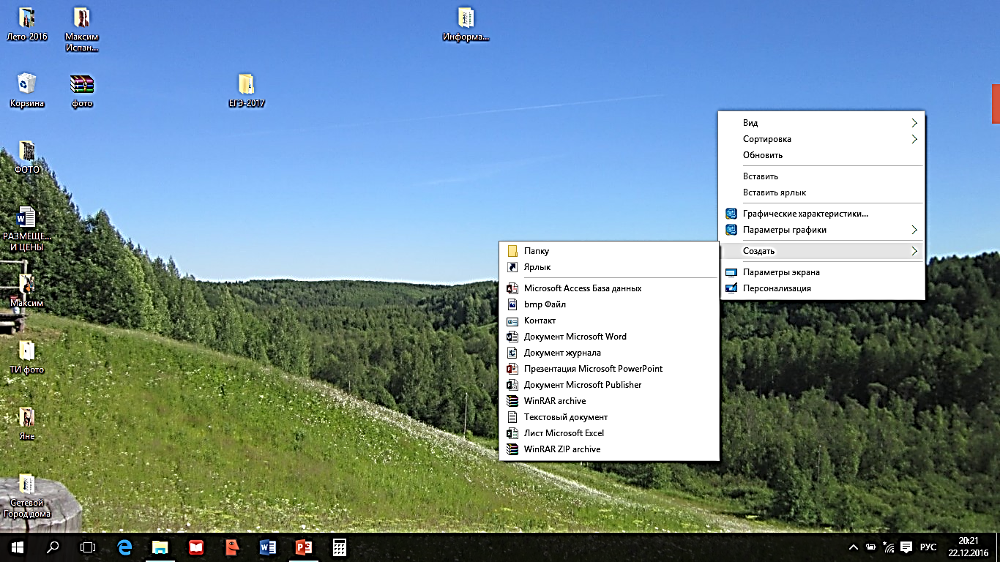 Лето-2016
Максим
Испан...
Информа...
Корзина
фото
ЕГЭ-2017
ФОТО
РАЗМЕЩЕ...
И ЦЕНЫ
Максим
ТИ фото
Яне
Сетевой
Город дома
Вид
Сортировка
Обновить
Вставить
Вставить ярлык
Графические характеристики...
Параметры графики
Создать
Параметры экрана
Персонализация
Папку
Ярлык
Microsoft Access База данных
bmp Файл
Контакт
Документ Microsoft Word
Документ журнала
Презентация Microsoft PowerPoint
Документ Microsoft Publisher
WinRAR archive
Текстовый документ
Лист Microsoft Excel
WinRAR ZIP archive
РУС
20:21
22.12.2016